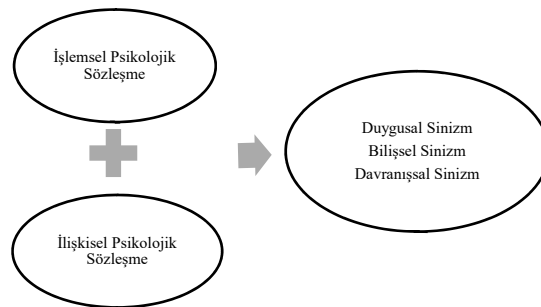 İşlemsel Psikolojik
Sözleşme
Duygusal Sinizm
Bilişsel Sinizm
Davranışsal Sinizm
İlişkisel Psikolojik
Sözleşme